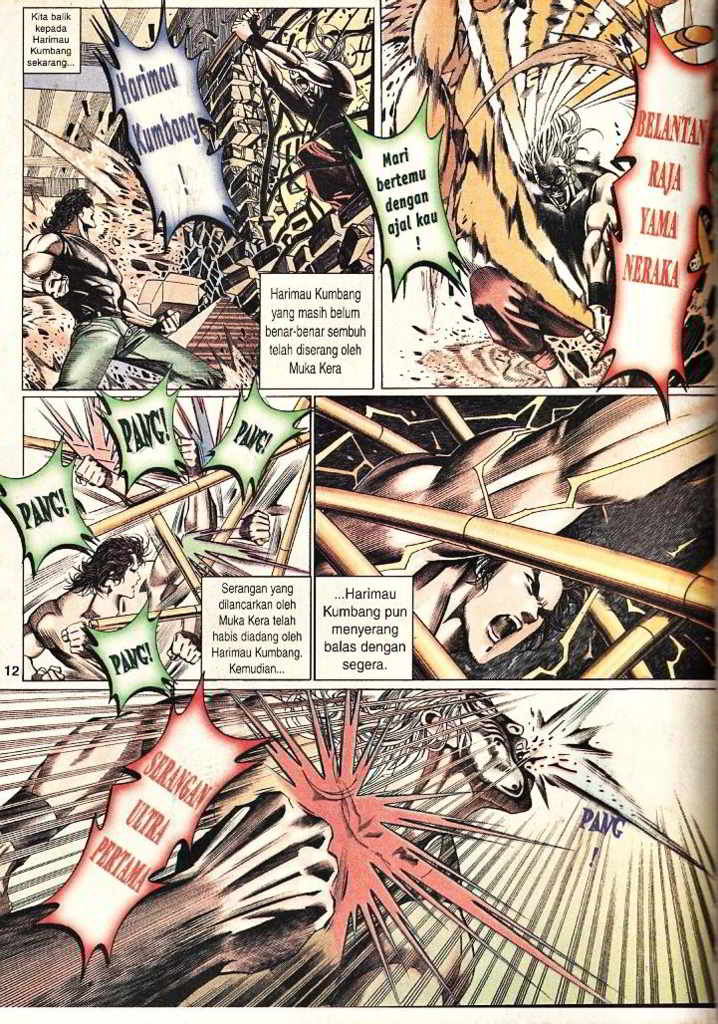 Kita balik
kepada
Harimau
Kumbang
sekarang...
Harimau
Kumbang
!
Harimau Kumbang
yang masih belum
benar-benar sembuh
telah diserang oleh
Muka Kera
Mari
bertemu
dengan
ajal kau
!
BELANTAN
RAJA
YAMA
NERAKA
PANG!
PANG!
PANG!
PANG!
Serangan yang
dilancarkan oleh
Muka Kera telah
habis diadang oleh
Harimau Kumbang.
Kemudian...
...Harimau
Kumbang pun
menyerang
balas dengan
segera.
12
SERANGAN
ULTRA
PERTAMA
PANG
!